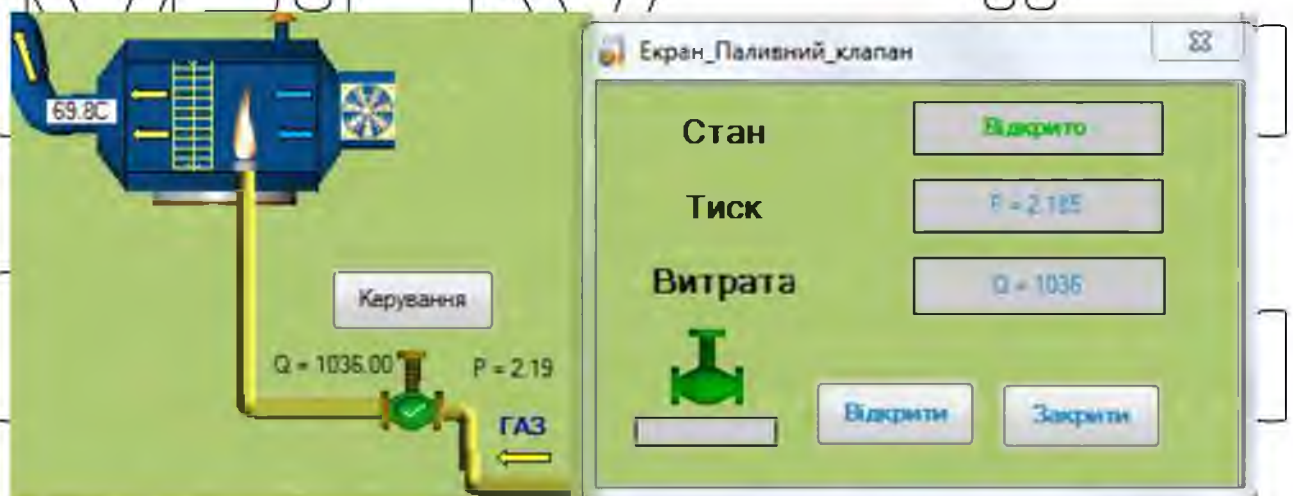 69.8C
Керування
Q = 1036.00
P = 2.19
ГАЗ
Екран_Паливний_клапан
Стан
Відкрито
Тиск
P = 2.185
Витрата
Q = 1036
Відкрити
Закрити